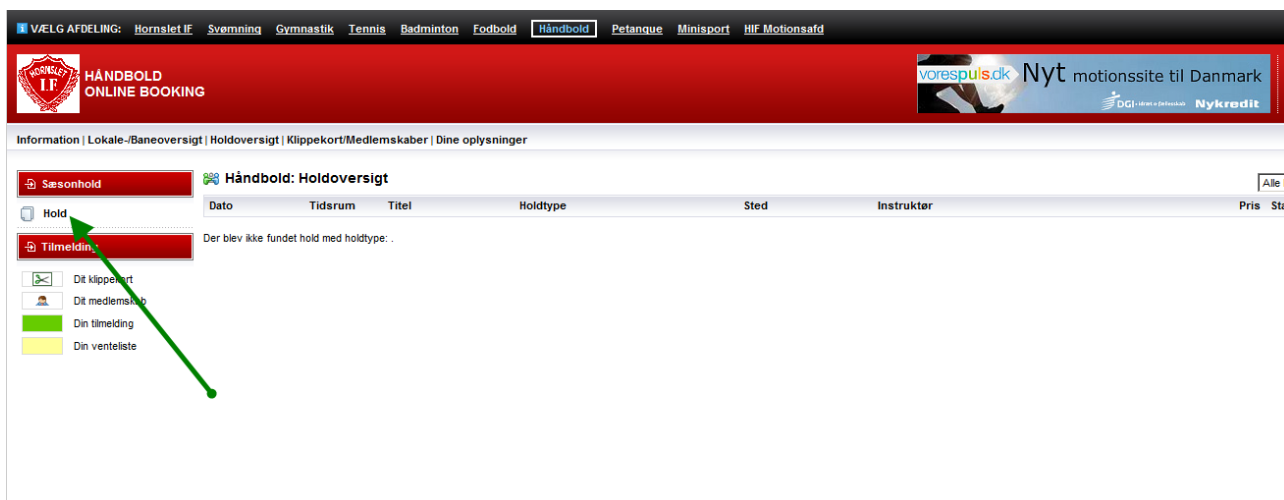 VÆLG AFDELING: Hornslet IF Svømning Gymnastik Tennis Badminton Fodbold Håndbold Petanque Minisport HIF Motionsafd
HORNSLET
I.F
HÅNDBOLD
ONLINE BOOKING
vorespuls.dk Nyt motionssite til Danmark
DGI Nykredit
Information | Lokale-/Baneoversigt | Holdoversigt | Klippekort/Medlemskaber | Dine oplysninger
Sæsonhold
Håndbold: Holdoversigt
Alle
Hold
Dato Tidsrum Titel Holdtype Sted Instruktør Pris Sta
Tilmelding
Der blev ikke fundet hold med holdtype: .
Dit klippekort
Dit medlemskab
Din tilmelding
Din venteliste